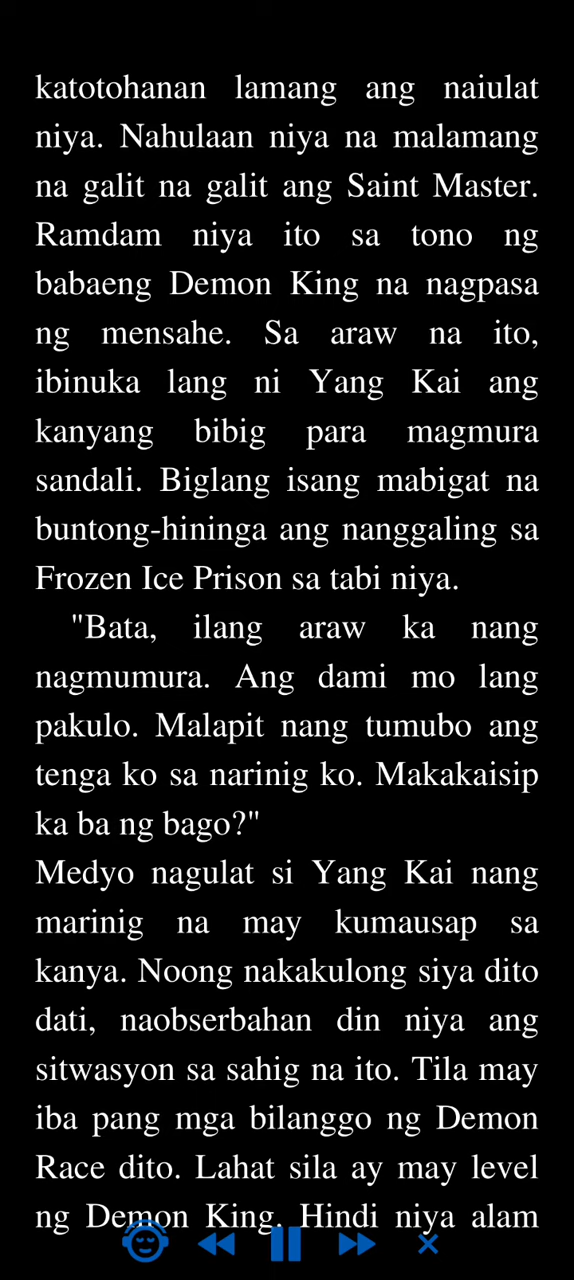 katotohanan lamang ang naiulat
niya. Nahulaan niya na malamang
na galit na galit ang Saint Master.
Ramdam niya ito sa tono ng
babaeng Demon King na nagpasa
ng mensahe. Sa araw na ito,
ibinuka lang ni Yang Kai ang
kanyang bibig para magmura
sandali. Biglang isang mabigat na
buntong-hininga ang nanggaling sa
Frozen Ice Prison sa tabi niya.
"Bata, ilang araw ka nang
nagmumura. Ang dami mo lang
pakulo. Malapit nang tumubo ang
tenga ko sa narinig ko. Makakaisip
ka ba ng bago?"
Medyo nagulat si Yang Kai nang
marinig na may kumausap sa
kanya. Noong nakakulong siya dito
dati, naobserbahan din niya ang
sitwasyon sa sahig na ito. Tila may
iba pang mga bilanggo ng Demon
Race dito. Lahat sila ay may level
ng Demon King. Hindi niya alam